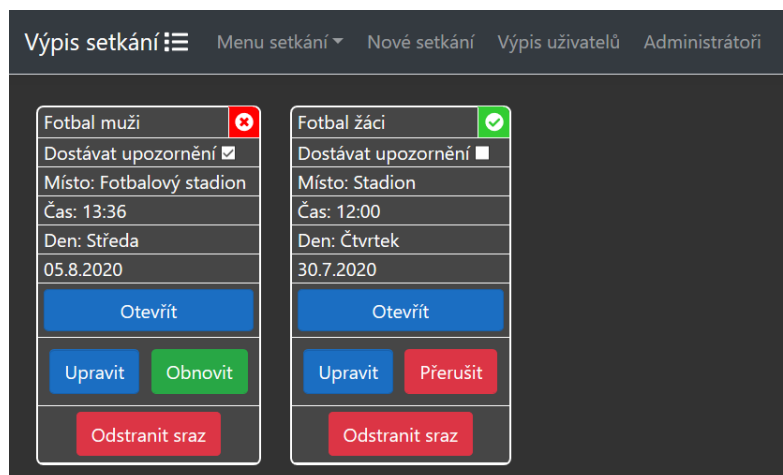 Výpis setkání Menu setkání Nové setkání Výpis uživatelů Administrátoři
Fotbal muži
Dostávat upozornění
Místo: Fotbalový stadion
Čas: 13:36
Den: Středa
05.8.2020
Otevřít
Upravit Obnovit
Odstranit sraz
Fotbal žáci
Dostávat upozornění
Místo: Stadion
Čas: 12:00
Den: Čtvrtek
30.7.2020
Otevřít
Upravit Přerušit
Odstranit sraz